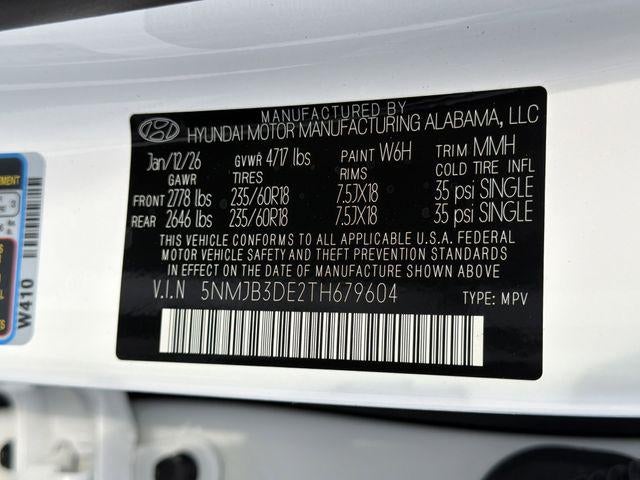 MANUFACTURED BY
HYUNDAI MOTOR MANUFACTURING ALABAMA, LLC
Jan/12/26 GVWR 4717 lbs PAINT W6H TRIM MMH
GAWR TIRES RIMS COLD TIRE INFL
FRONT 2778 lbs 235/60R18 7.5JX18 35 psi SINGLE
REAR 2646 lbs 235/60R18 7.5JX18 35 psi SINGLE
THIS VEHICLE CONFORMS TO ALL APPLICABLE U.S.A. FEDERAL
MOTOR VEHICLE SAFETY AND THEFT PREVENTION STANDARDS
IN EFFECT ON THE DATE OF MANUFACTURE SHOWN ABOVE
V.I.N 5NMJB3DE2TH679604 TYPE: MPV
W410